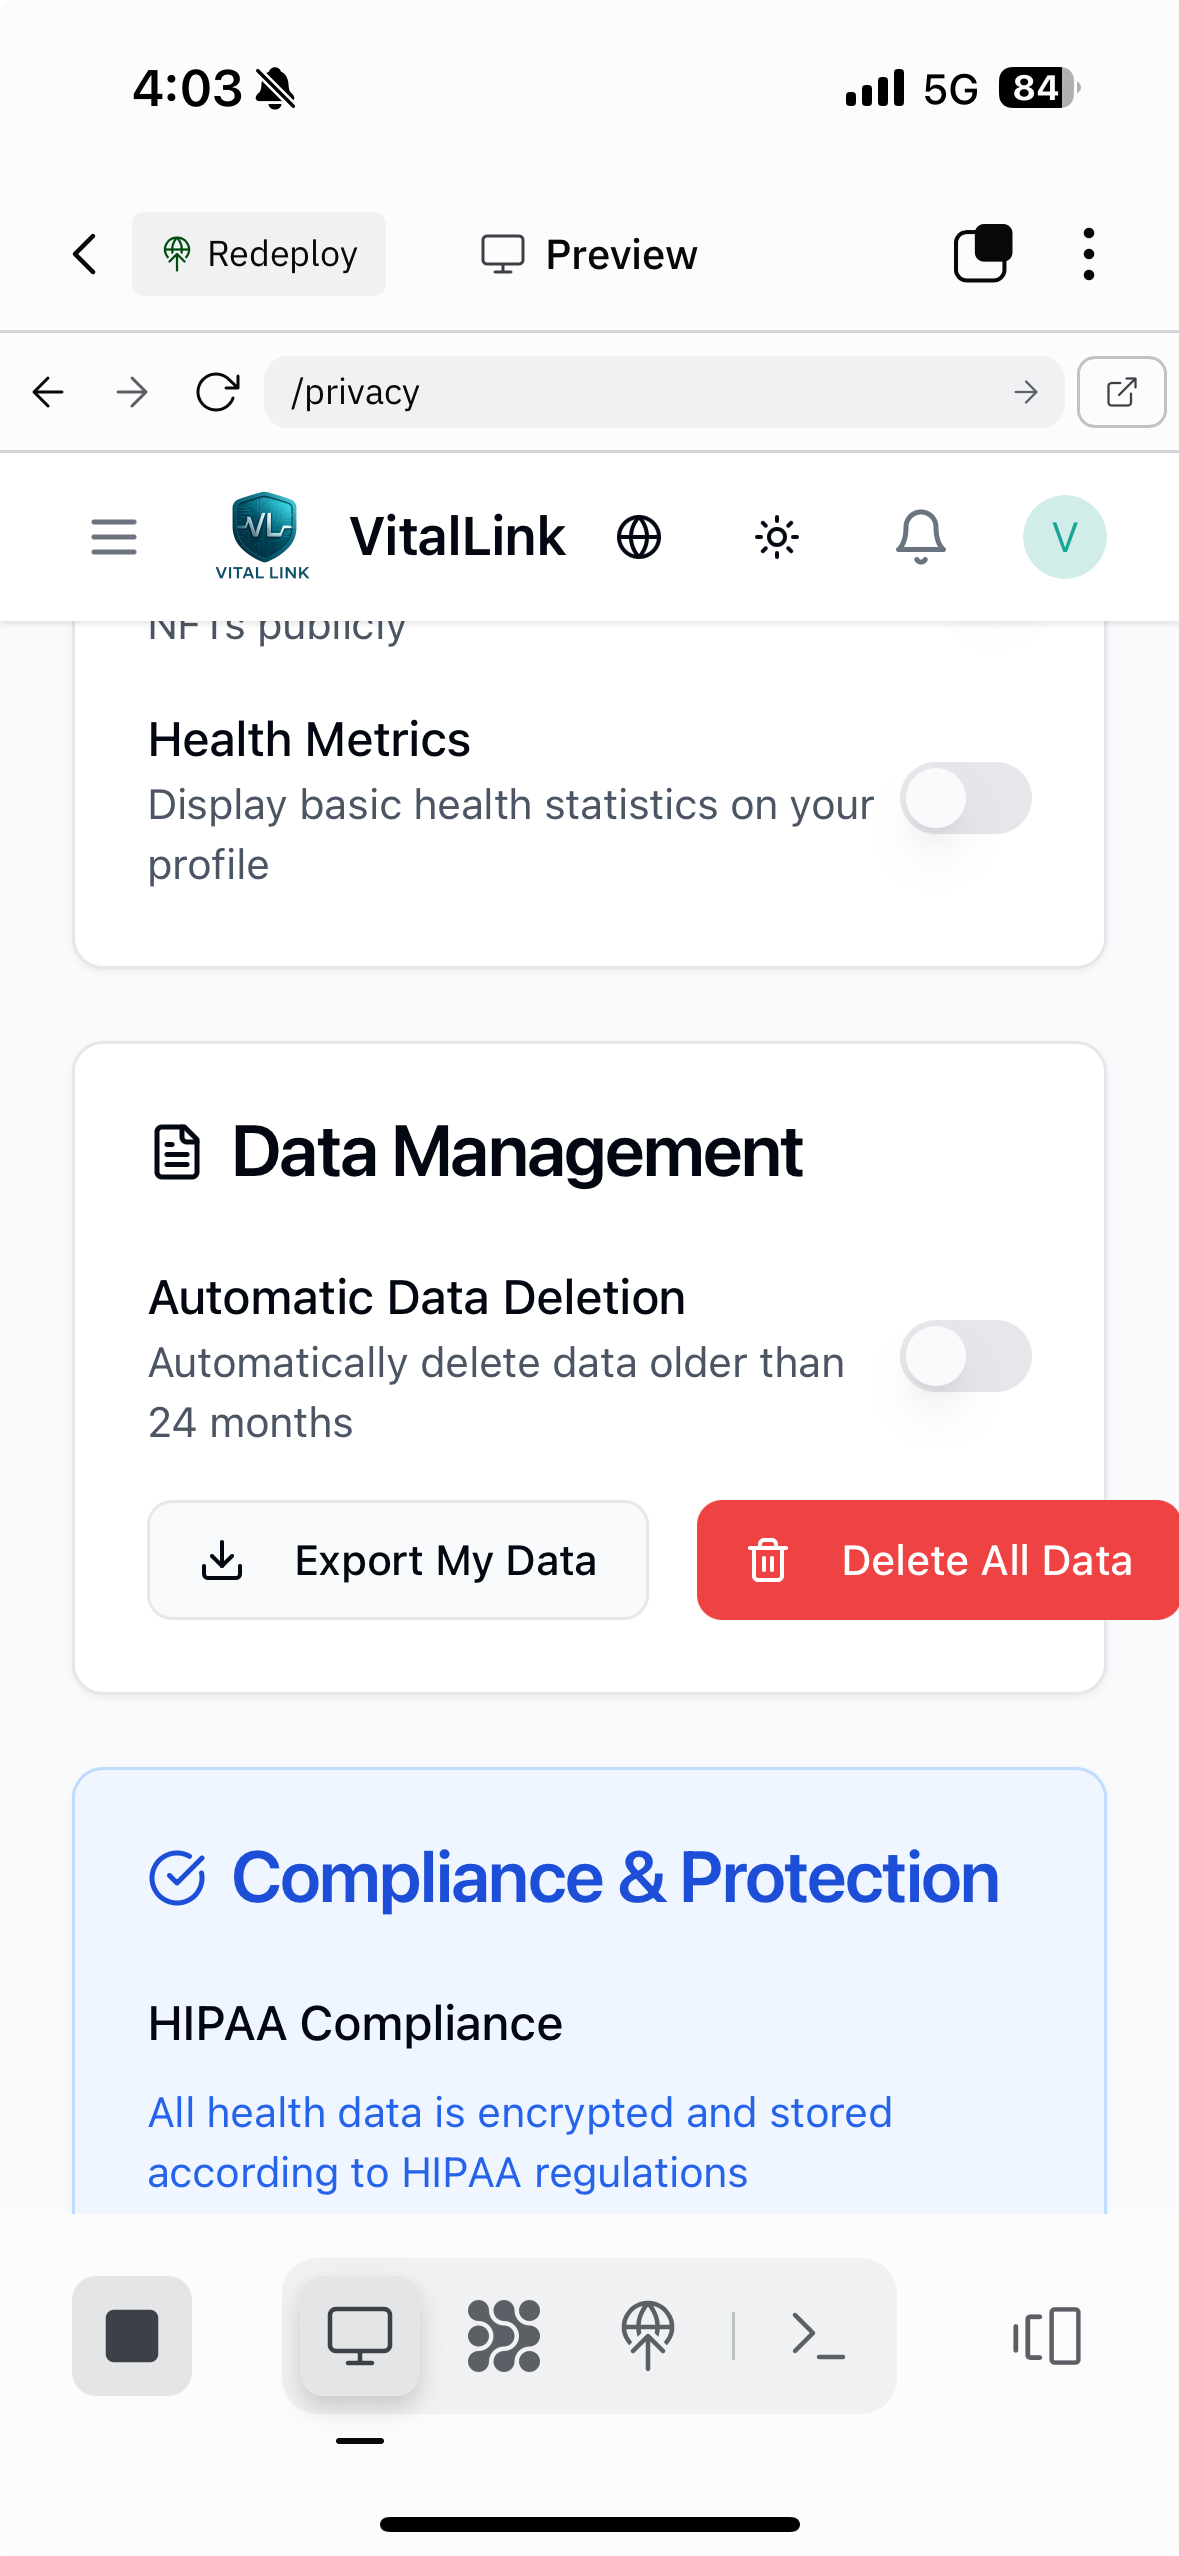 4:03
5G
84
Redeploy
Preview
/privacy
VL
VITAL LINK
VitalLink
V
NFTs publicly
Health Metrics
Display basic health statistics on your
profile
Data Management
Automatic Data Deletion
Automatically delete data older than
24 months
Export My Data
Delete All Data
Compliance & Protection
HIPAA Compliance
All health data is encrypted and stored
according to HIPAA regulations